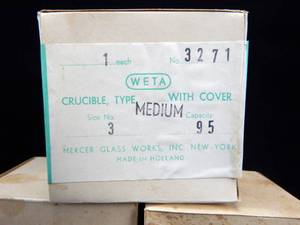 1 each No. 3271
WETA
CRUCIBLE, TYPE MEDIUM WITH COVER
Size No. Capacity
3 95
MERCER GLASS WORKS, INC. NEW YORK
MADE IN HOLLAND